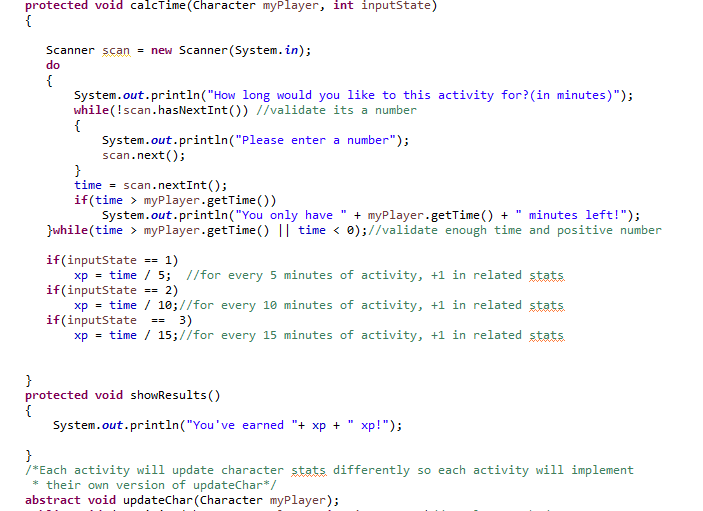 protected void calcTime(Character myPlayer, int inputState)
{
Scanner scan = new Scanner(System.in);
do
{
System.out.println("How long would you like to this activity for?(in minutes)");
while(!scan.hasNextInt()) //validate its a number
{
System.out.println("Please enter a number");
scan.next();
}
time = scan.nextInt();
if(time > myPlayer.getTime())
System.out.println("You only have " + myPlayer.getTime() + " minutes left!");
}while(time > myPlayer.getTime() || time < 0);//validate enough time and positive number
if(inputState == 1)
xp = time / 5;  //for every 5 minutes of activity, +1 in related stats
if(inputState == 2)
xp = time / 10;//for every 10 minutes of activity, +1 in related stats
if(inputState  ==  3)
xp = time / 15;//for every 15 minutes of activity, +1 in related stats
}
protected void showResults()
{
System.out.println("You've earned "+ xp + " xp!");
}
/*Each activity will update character stats differently so each activity will implement
* their own version of updateChar*/
abstract void updateChar(Character myPlayer);